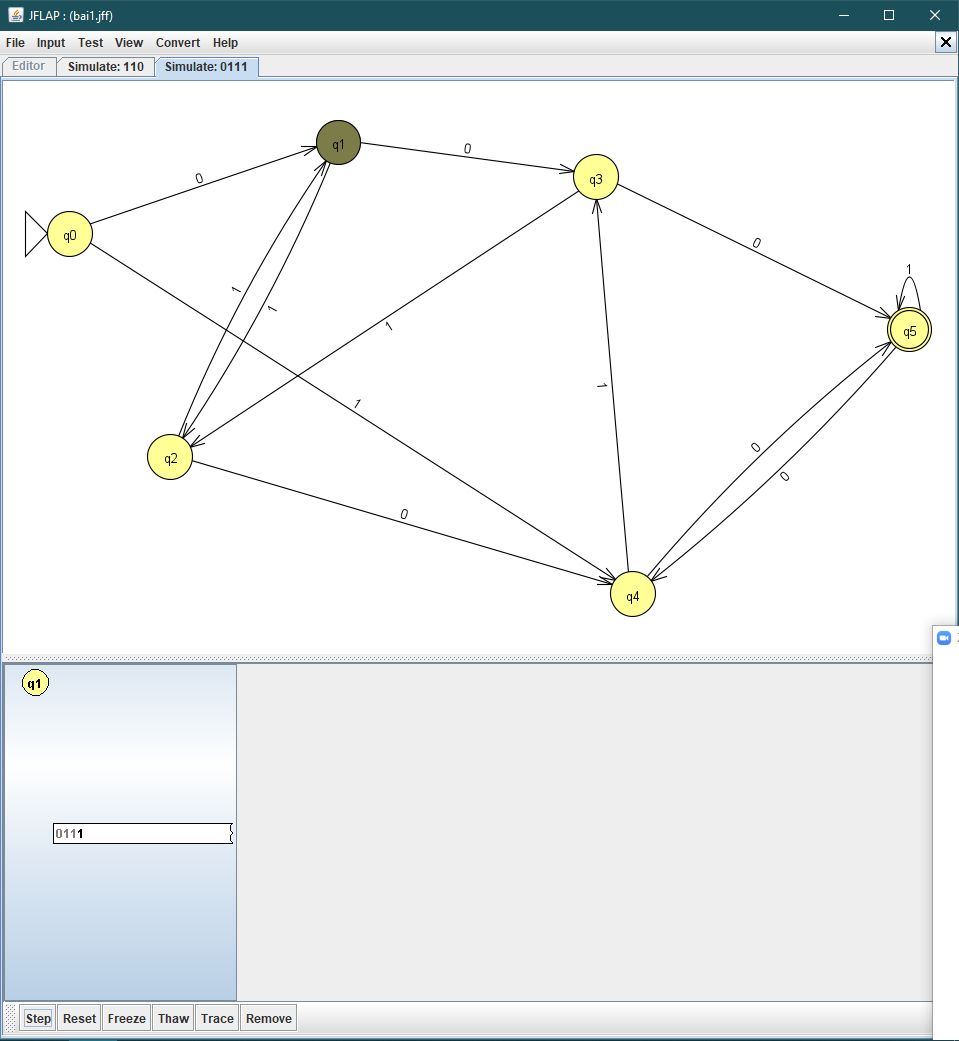 JFLAP : (bai1.jff)
File Input Test View Convert Help
Editor Simulate: 110 Simulate: 0111
q1
0
q3
0
q0
0
1
q5
1
1
1
1
1
q2
0
0
0
q4
q1
0111
Step Reset Freeze Thaw Trace Remove